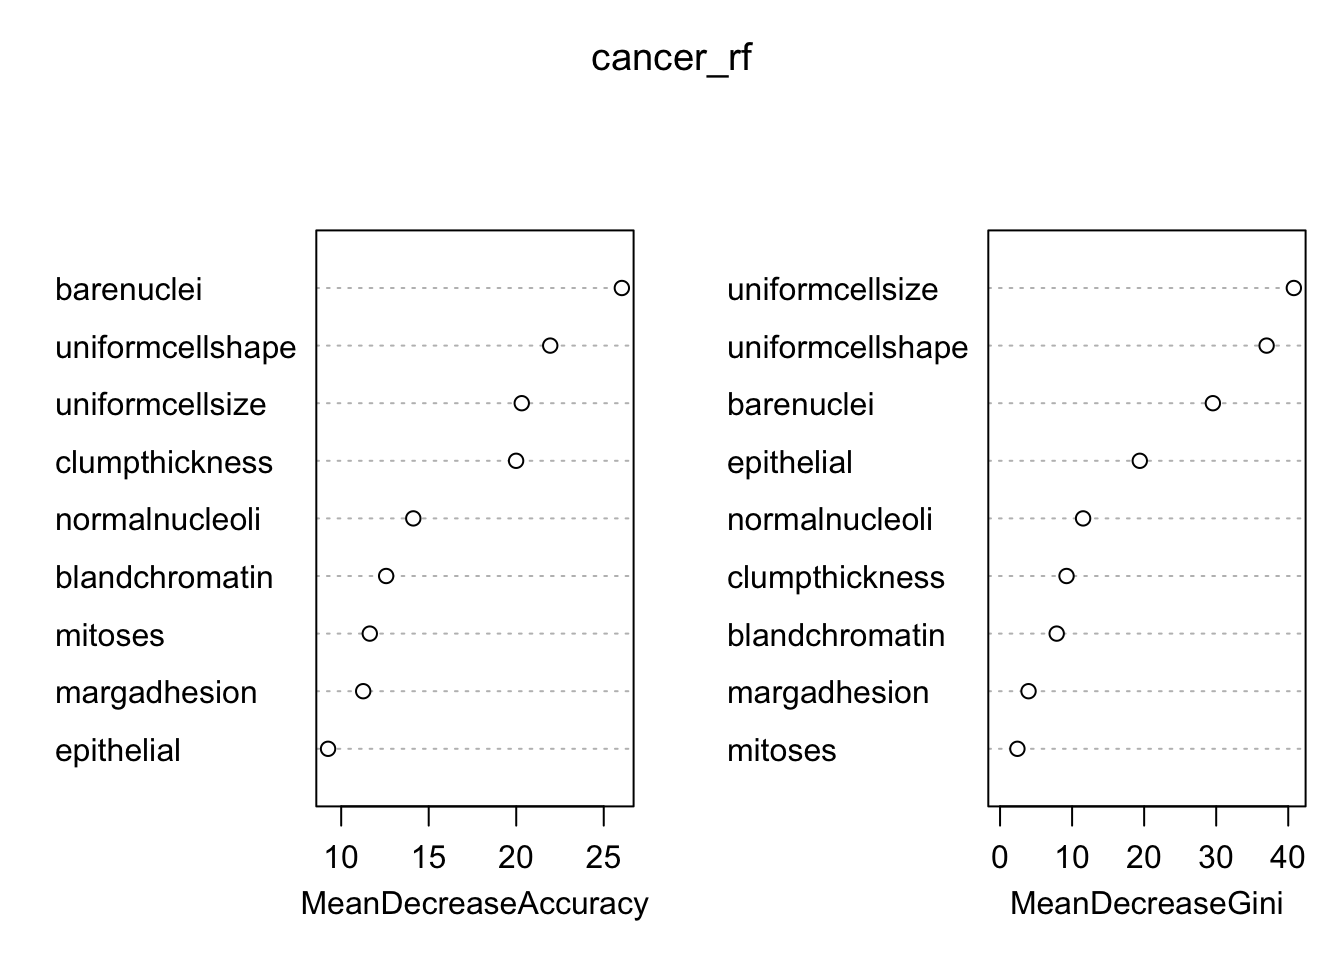 cancer_rf
barenuclei
uniformcellshape
uniformcellsize
clumpthickness
normalnucleoli
blandchromatin
mitoses
margadhesion
epithelial
10 15 20 25
MeanDecreaseAccuracy
uniformcellsize
uniformcellshape
barenuclei
epithelial
normalnucleoli
clumpthickness
blandchromatin
margadhesion
mitoses
0 10 20 30 40
MeanDecreaseGini